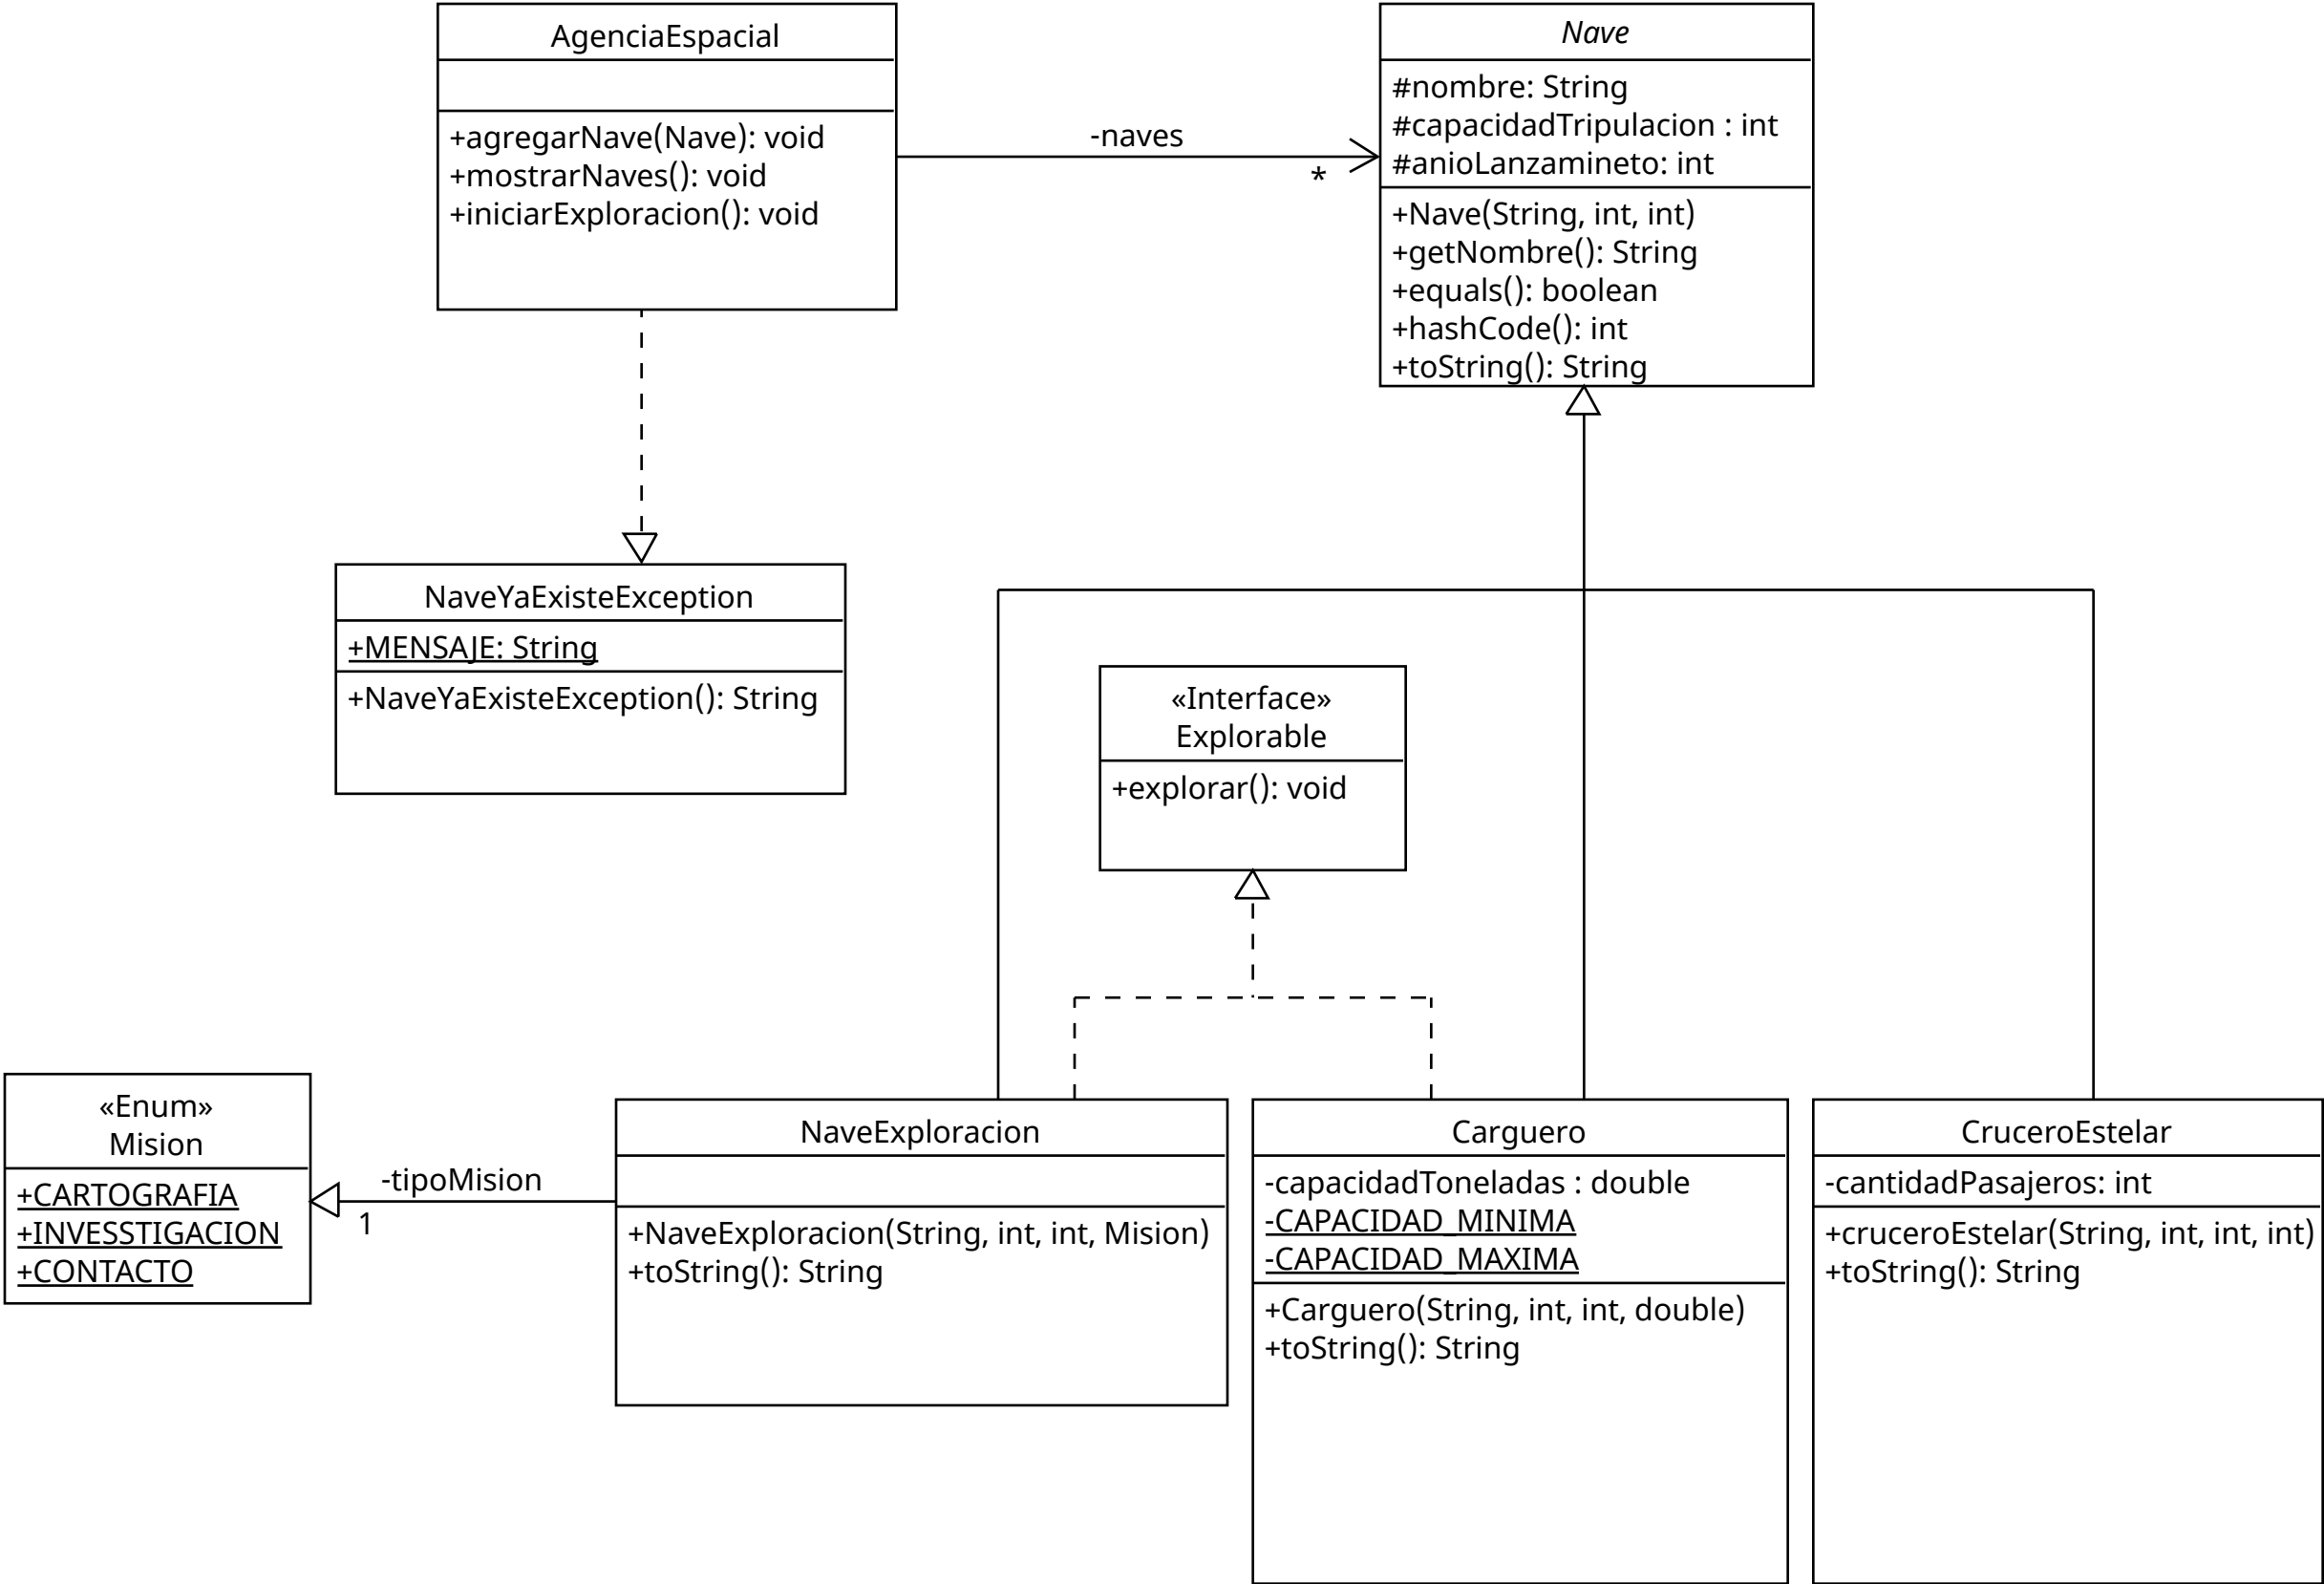 AgenciaEspacial
+agregarNave(Nave): void
+mostrarNaves(): void
+iniciarExploracion(): void
-naves
*
Nave
#nombre: String
#capacidadTripulacion : int
#anioLanzamineto: int
+Nave(String, int, int)
+getNombre(): String
+equals(): boolean
+hashCode(): int
+toString(): String
NaveYaExisteException
+MENSAJE: String
+NaveYaExisteException(): String
«Interface»
Explorable
+explorar(): void
«Enum»
Mision
+CARTOGRAFIA
+INVESSTIGACION
+CONTACTO
-tipoMision
1
NaveExploracion
+NaveExploracion(String, int, int, Mision)
+toString(): String
Carguero
-capacidadToneladas : double
-CAPACIDAD_MINIMA
-CAPACIDAD_MAXIMA
+Carguero(String, int, int, double)
+toString(): String
CruceroEstelar
-cantidadPasajeros: int
+cruceroEstelar(String, int, int, int)
+toString(): String